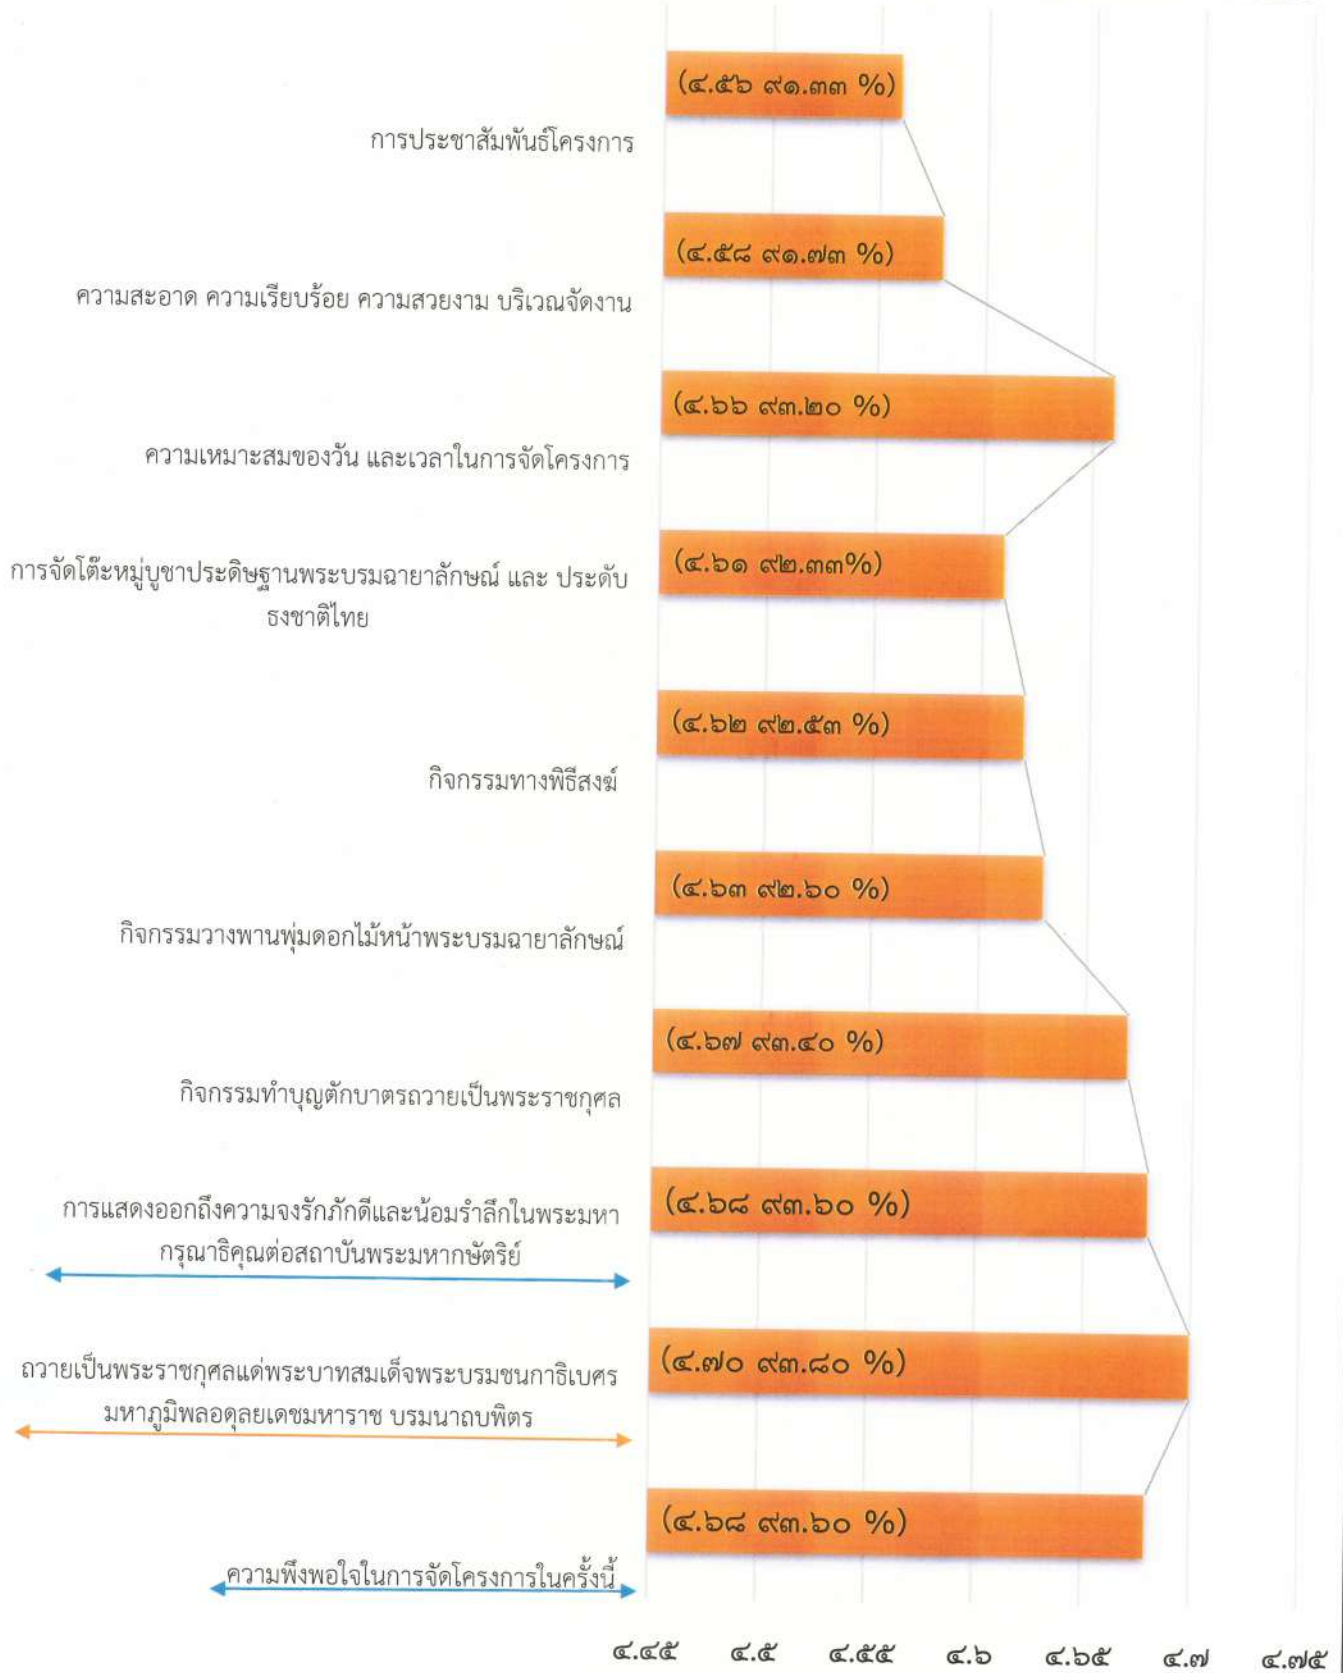 (๔.๕๖ ๙๑.๓๓ %)
การประชาสัมพันธ์โครงการ
(๔.๕๘ ๙๑.๗๓ %)
ความสะอาด ความเรียบร้อย ความสวยงาม บริเวณจัดงาน
(๔.๖๖ ๙๓.๒๐ %)
ความเหมาะสมของวัน และเวลาในการจัดโครงการ
(๔.๖๑ ๙๒.๓๓%)
การจัดโต๊ะหมู่บูชาประดิษฐานพระบรมฉายาลักษณ์ และ ประดับ
ธงชาติไทย
(๔.๖๒ ๙๒.๕๓ %)
กิจกรรมทางพิธีสงฆ์
(๔.๖๓ ๙๒.๖๐ %)
กิจกรรมวางพานพุ่มดอกไม้หน้าพระบรมฉายาลักษณ์
(๔.๖๗ ๙๓.๔๐ %)
กิจกรรมทำบุญตักบาตรถวายเป็นพระราชกุศล
(๔.๖๘ ๙๓.๖๐ %)
การแสดงออกถึงความจงรักภักดีและน้อมรำลึกในพระมหา
กรุณาธิคุณต่อสถาบันพระมหากษัตริย์
(๔.๗๐ ๙๓.๘๐ %)
ถวายเป็นพระราชกุศลแด่พระบาทสมเด็จพระบรมชนกาธิเบศร
มหาภูมิพลอดุลยเดชมหาราช บรมนาถบพิตร
(๔.๖๘ ๙๓.๖๐ %)
ความพึงพอใจในการจัดโครงการในครั้งนี้
๔.๔๕ ๔.๕ ๔.๕๕ ๔.๖ ๔.๖๕ ๔.๗ ๔.๗๕